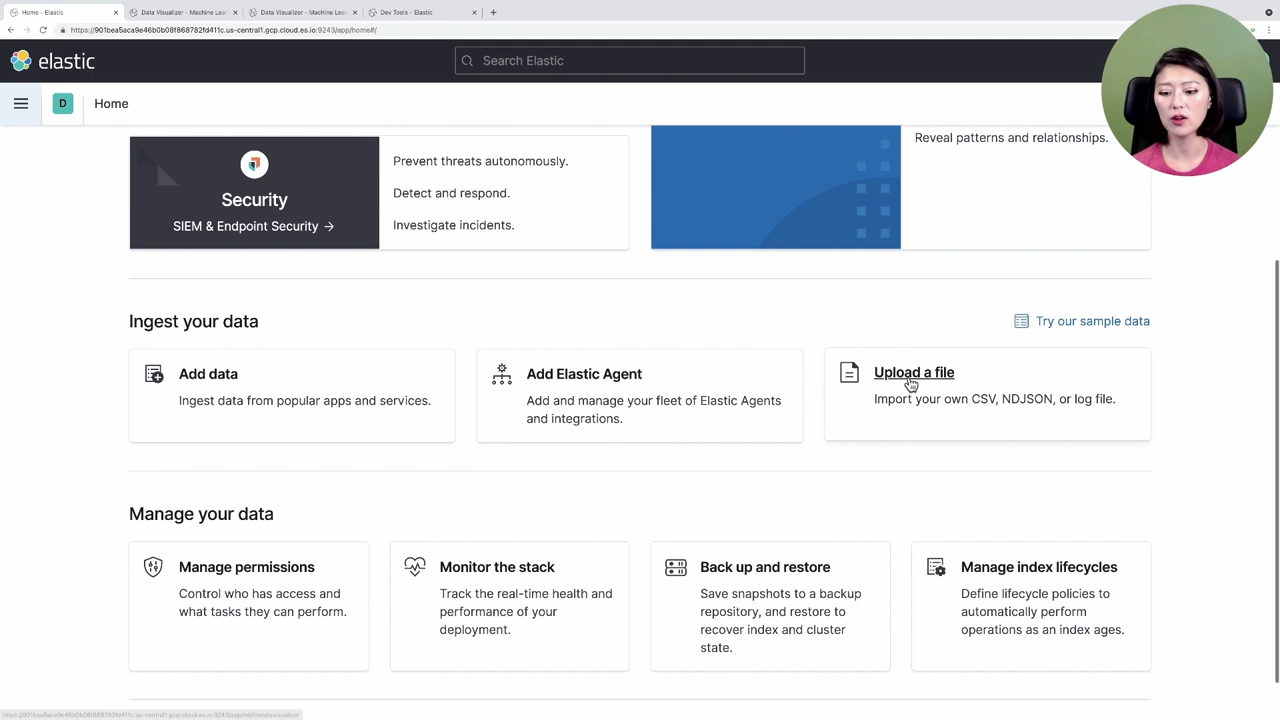 Home - Elastic
Data Visualizer - Machine Lea
Data Visualizer - Machine Lea
Dev Tools - Elastic
elastic
Search Elastic
D
Home
Security
SIEM & Endpoint Security →
Prevent threats autonomously.
Detect and respond.
Investigate incidents.
Reveal patterns and relationships.
Ingest your data
Try our sample data
Add data
Ingest data from popular apps and services.
Add Elastic Agent
Add and manage your fleet of Elastic Agents
and integrations.
Upload a file
Import your own CSV, NDJSON, or log file.
Manage your data
Manage permissions
Control who has access and
what tasks they can perform.
Monitor the stack
Track the real-time health and
performance of your
deployment.
Back up and restore
Save snapshots to a backup
repository, and restore to
recover index and cluster
state.
Manage index lifecycles
Define lifecycle policies to
automatically perform
operations as an index ages.